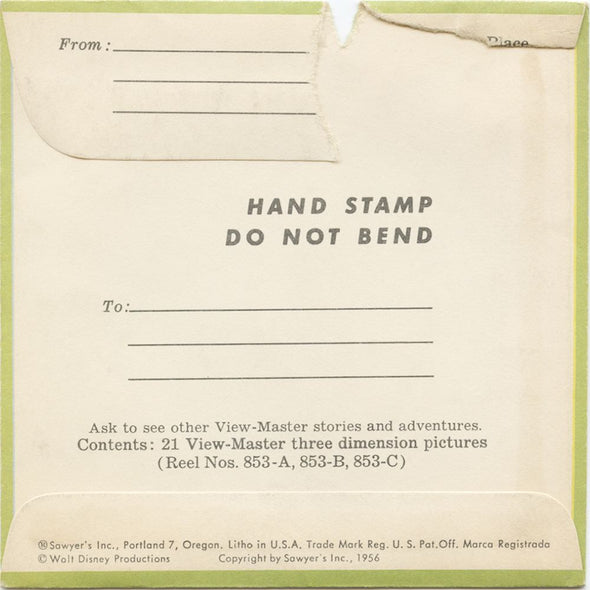 From:
Place
HAND STAMP
DO NOT BEND
To:
Ask to see other View-Master stories and adventures.
Contents: 21 View-Master three dimension pictures
(Reel Nos. 853-A, 853-B, 853-C)
Sawyer's Inc., Portland 7, Oregon. Litho in U.S.A. Trade Mark Reg. U. S. Pat.Off. Marca Registrada
© Walt Disney Productions Copyright by Sawyer's Inc., 1956